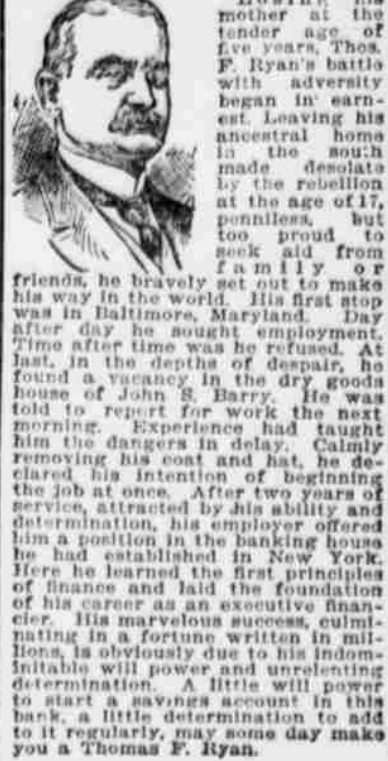 Losing his
mother at the
tender age of
five years, Thos.
F. Ryan's battle
with adversity
began in earn-
est. Leaving his
ancestral home
in the south
made desolate
by the rebellion
at the age of 17,
penniless, but
too proud to
seek aid from
family or
friends, he bravely set out to make
his way in the world. His first stop
was in Baltimore, Maryland. Day
after day he sought employment.
Time after time was he refused. At
last, in the depths of despair, he
found a vacancy in the dry goods
house of John S. Barry. He was
told to report for work the next
morning. Experience had taught
him the dangers in delay. Calmly
removing his coat and hat, he de-
clared his intention of beginning
the job at once. After two years of
service, attracted by his ability and
determination, his employer offered
him a position in the banking house
he had established in New York.
Here he learned the first principles
of finance and laid the foundation
of his career as an executive finan-
cier. His marvelous success, culmi-
nating in a fortune written in mil-
lions, is obviously due to his indom-
initable will power and unrelenting
determination. A little will power
to start a savings account in this
bank, a little determination to add
to it regularly, may some day make
you a Thomas F. Ryan.